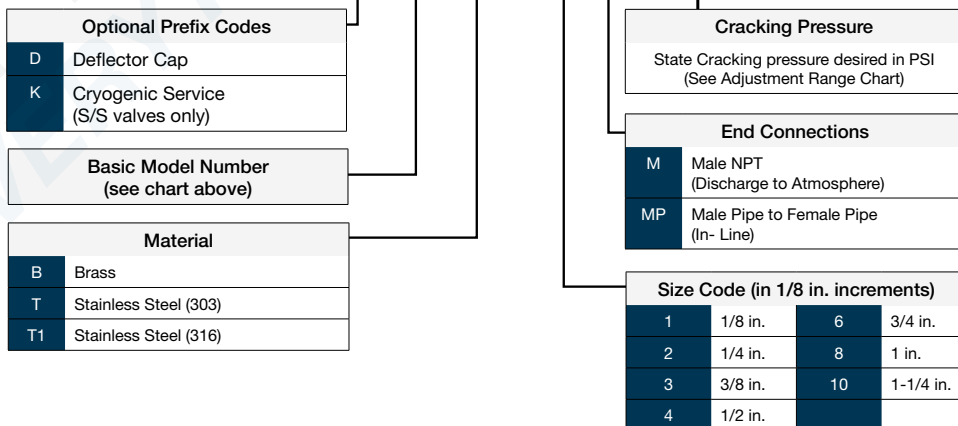 Optional Prefix Codes
D Deflector Cap
K Cryogenic Service
(S/S valves only)
Basic Model Number
(see chart above)
Material
B Brass
T Stainless Steel (303)
T1 Stainless Steel (316)
Cracking Pressure
State Cracking pressure desired in PSI
(See Adjustment Range Chart)
End Connections
M Male NPT
(Discharge to Atmosphere)
MP Male Pipe to Female Pipe
(In- Line)
Size Code (in 1/8 in. increments)
1 1/8 in. 6 3/4 in.
2 1/4 in. 8 1 in.
3 3/8 in. 10 1-1/4 in.
4 1/2 in.